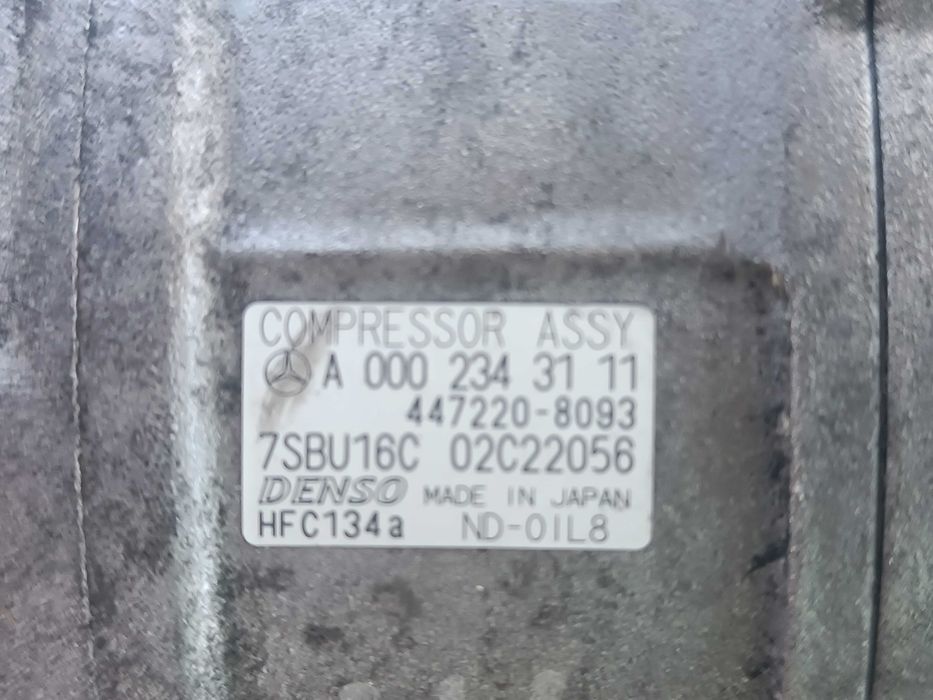 COMPRESSOR ASSY
A 000 234 31 11
447220-8093
7SBU16C 02C22056
DENSO MADE IN JAPAN
HFC134a ND-OIL8